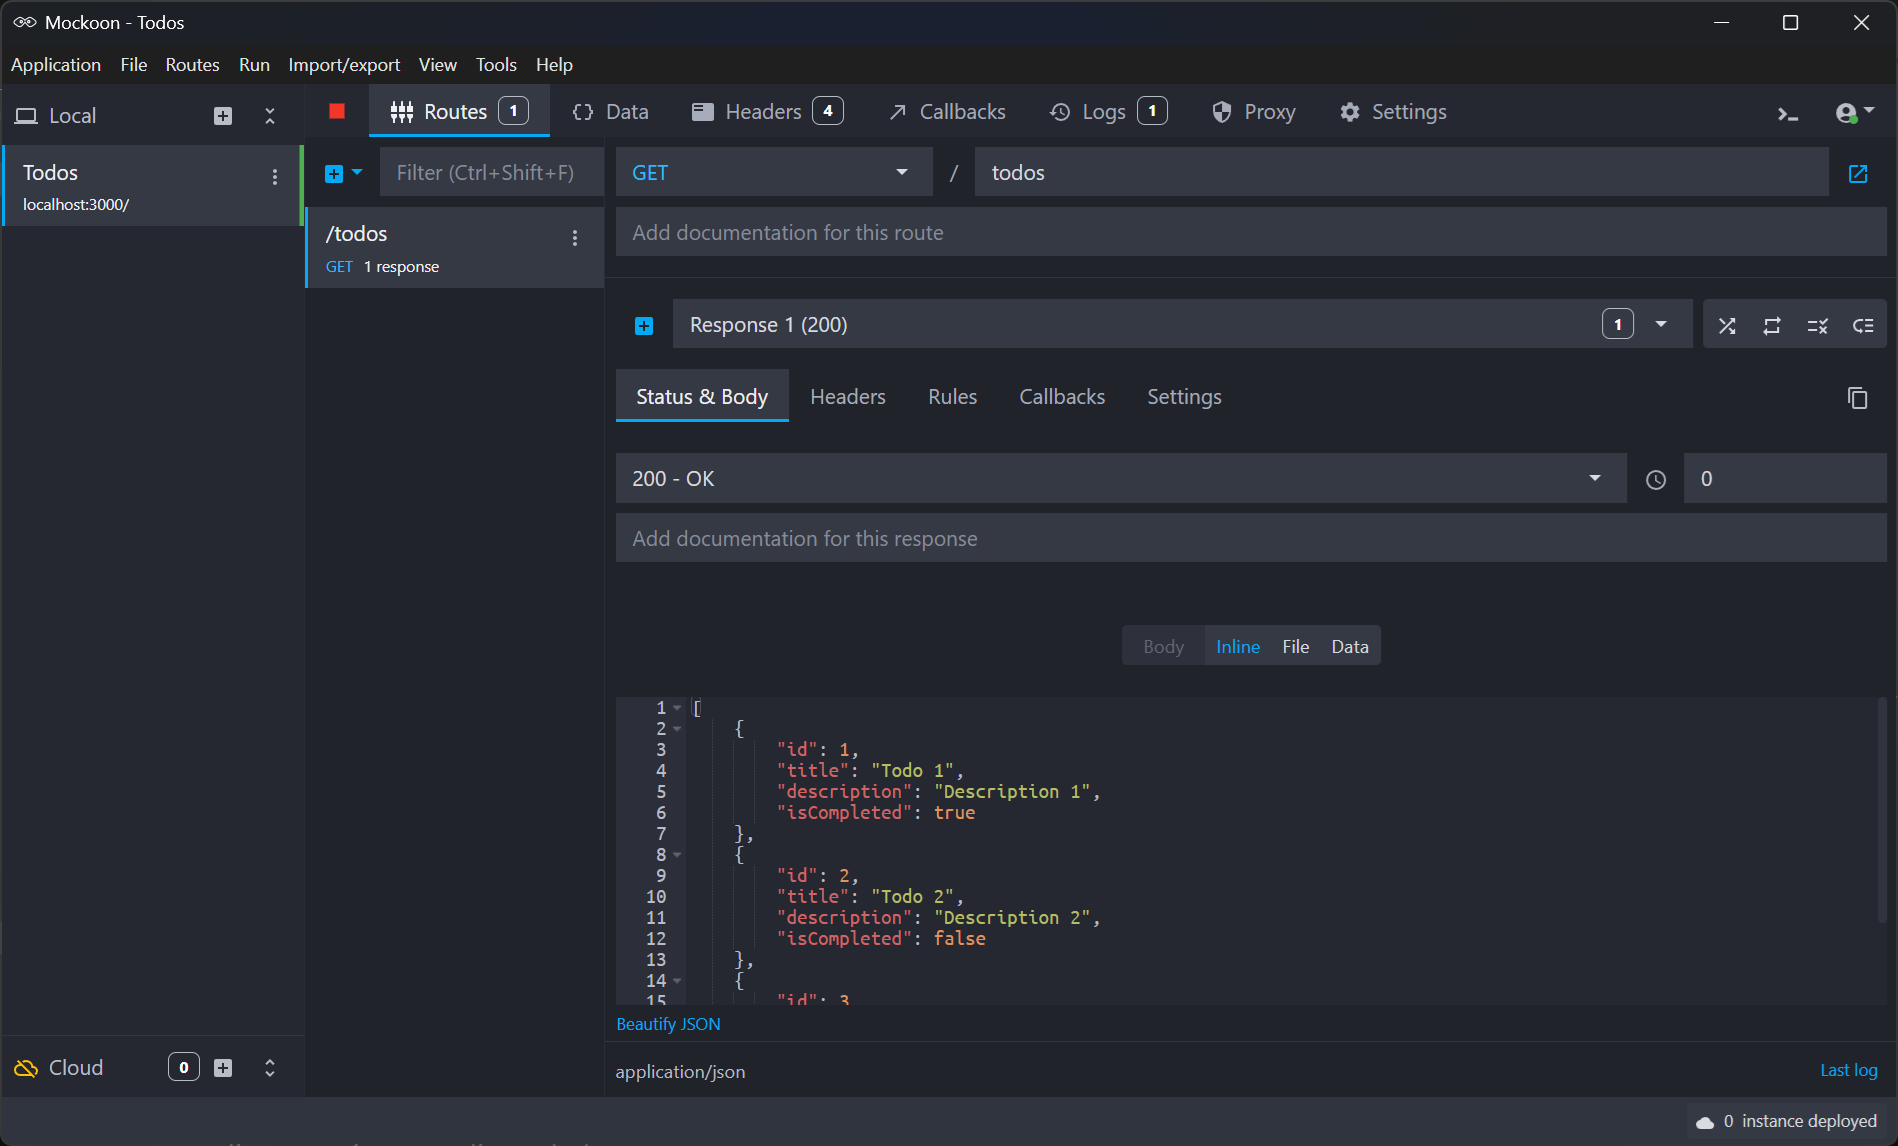 Mockoon - Todos
Application File Routes Run Import/export View Tools Help
Local
Routes 1 Data Headers 4 Callbacks Logs 1 Proxy Settings
Todos
localhost:3000/
Filter (Ctrl+Shift+F)
/todos
GET 1 response
GET / todos
Add documentation for this route
Response 1 (200) 1
Status & Body Headers Rules Callbacks Settings
200 - OK 0
Add documentation for this response
Body Inline File Data
1 [
2 {
3 "id": 1,
4 "title": "Todo 1",
5 "description": "Description 1",
6 "isCompleted": true
7 },
8 {
9 "id": 2,
10 "title": "Todo 2",
11 "description": "Description 2",
12 "isCompleted": false
13 },
14 {
15 "id": 3
Beautify JSON
application/json Last log
Cloud 0
0 instance deployed